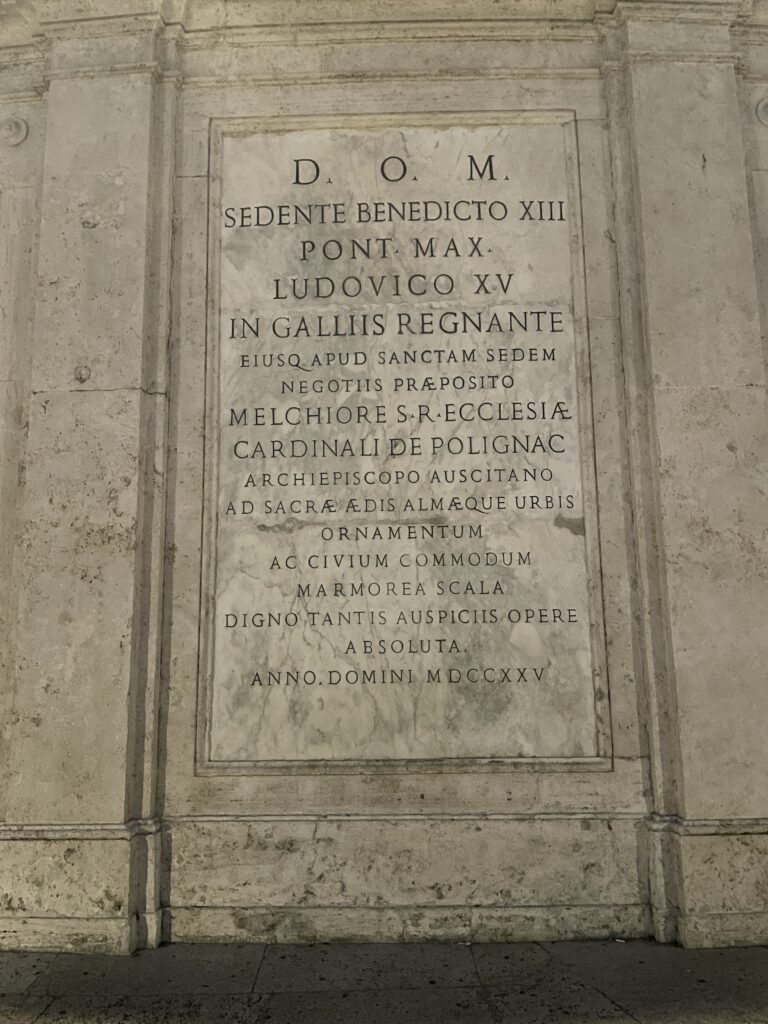 D. O. M.
SEDENTE BENEDICTO XIII
PONT. MAX.
LUDOVICO XV
IN GALLIIS REGNANTE
EIUSQ. APUD SANCTAM SEDEM
NEGOTIIS PRÆPOSITO
MELCHIORE S·R·ECCLESIÆ
CARDINALI DE POLIGNAC
ARCHIEPISCOPO AUSCITANO
AD SACRÆ ÆDIS ALMÆQUE URBIS
ORNAMENTUM
AC CIVIUM COMMODUM
MARMOREA SCALA
DIGNO TANTIS AUSPICIIS OPERE
ABSOLUTA.
ANNO. DOMINI MDCCXXV